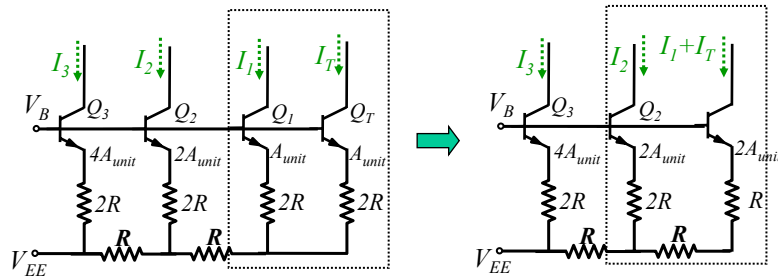 I3 I2 I1 IT
VB Q3 Q2 Q1 QT
4Aunit 2Aunit Aunit Aunit
2R 2R 2R 2R
R R
VEE
I3 I2 I1+IT
VB Q3 Q2
4Aunit 2Aunit 2Aunit
2R 2R R
R R
VEE